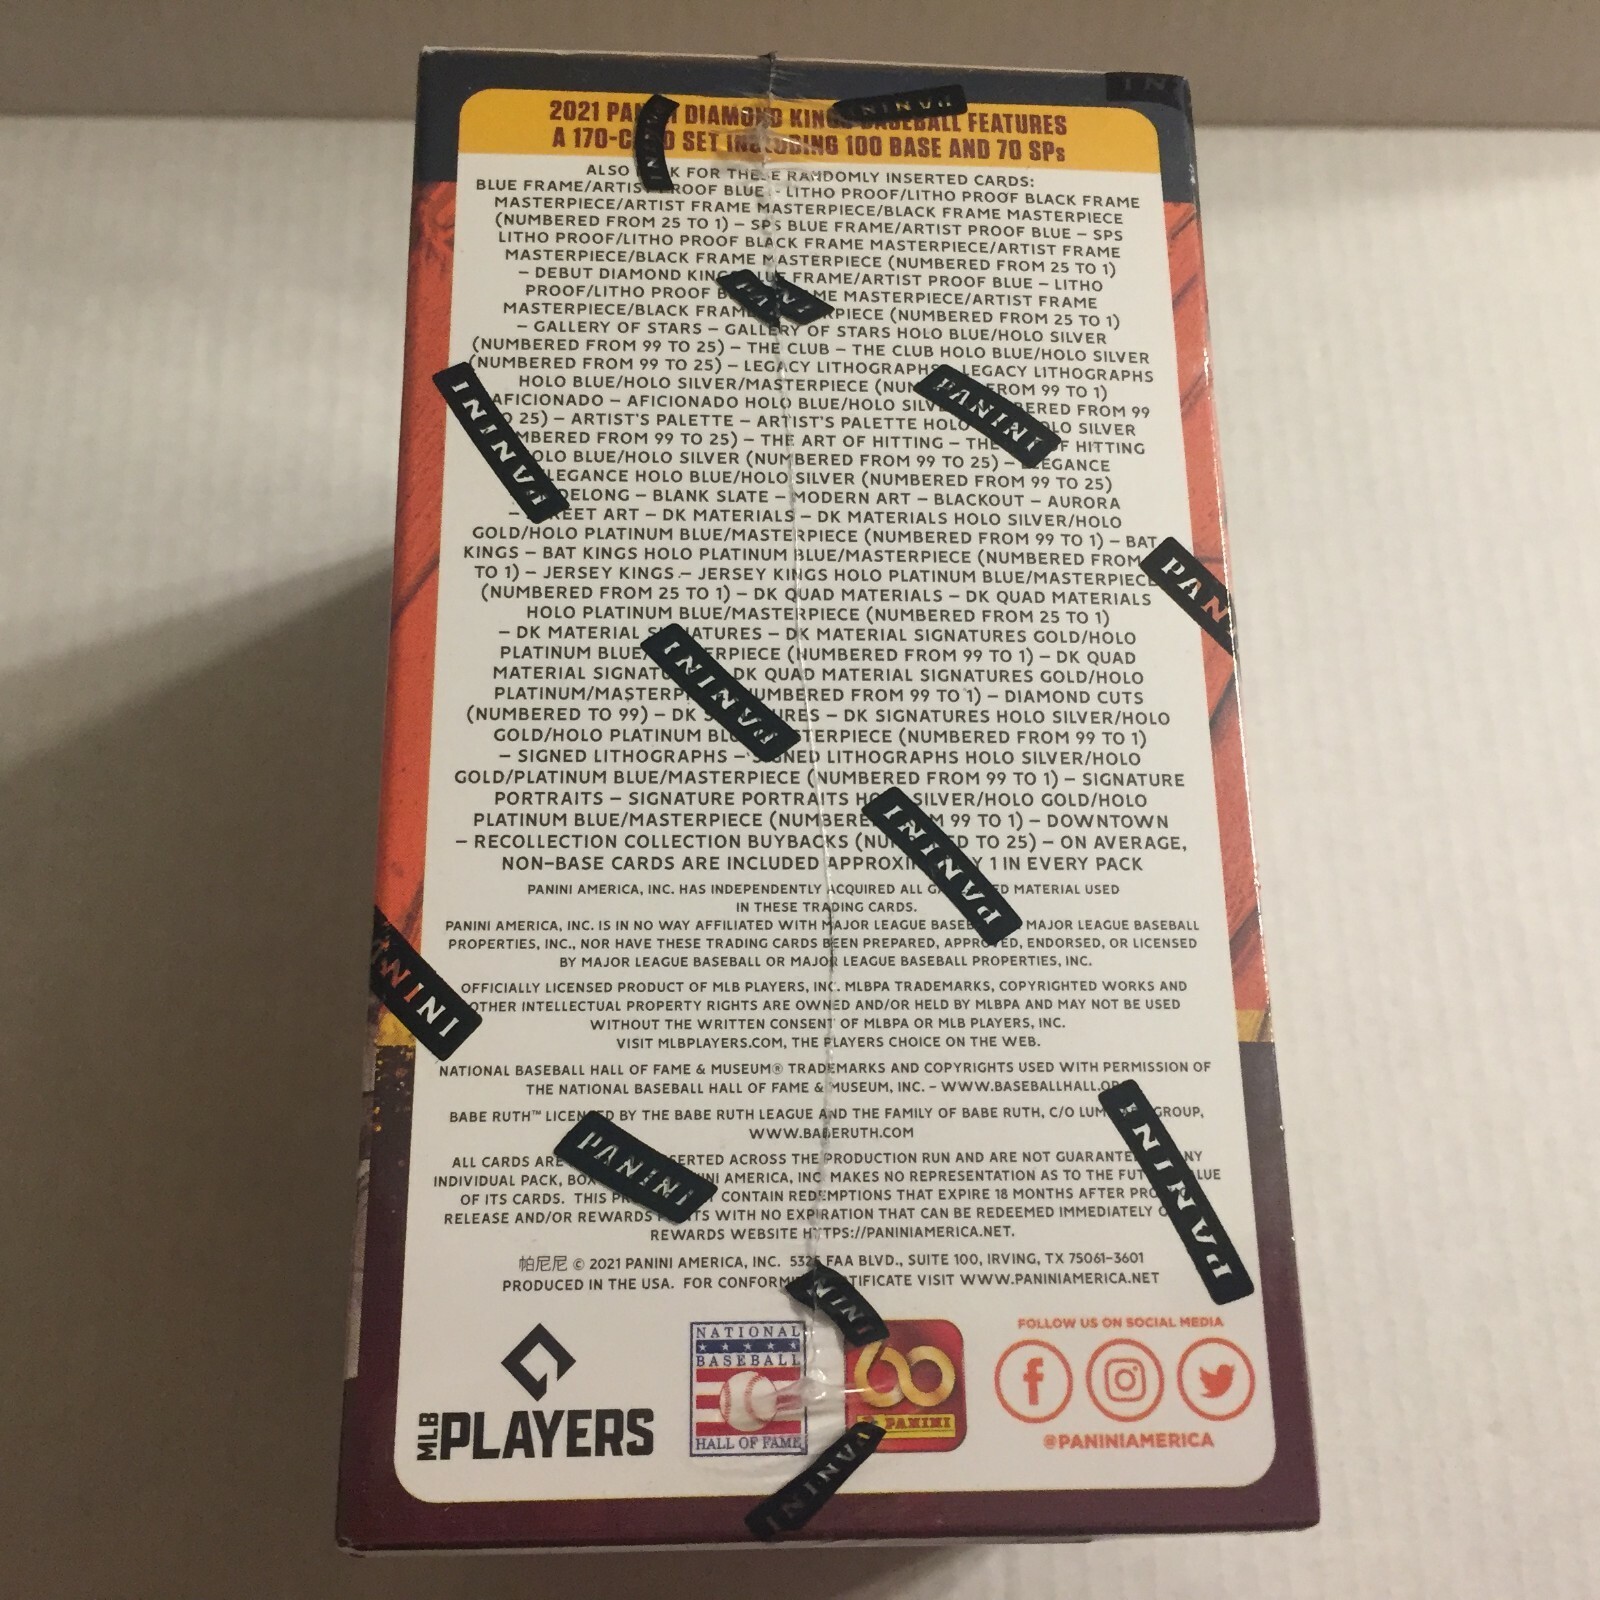 2021 PANINI DIAMOND KINGS BASEBALL FEATURES
A 170-CARD SET INCLUDING 100 BASE AND 70 SPs
ALSO LOOK FOR THESE RANDOMLY INSERTED CARDS:
BLUE FRAME/ARTIST PROOF BLUE – LITHO PROOF/LITHO PROOF BLACK FRAME
MASTERPIECE/ARTIST FRAME MASTERPIECE/BLACK FRAME MASTERPIECE
(NUMBERED FROM 25 TO 1) – SPS BLUE FRAME/ARTIST PROOF BLUE – SPS
LITHO PROOF/LITHO PROOF BLACK FRAME MASTERPIECE/ARTIST FRAME
MASTERPIECE/BLACK FRAME MASTERPIECE (NUMBERED FROM 25 TO 1)
– DEBUT DIAMOND KINGS BLUE FRAME/ARTIST PROOF BLUE – LITHO
PROOF/LITHO PROOF BLACK FRAME MASTERPIECE/ARTIST FRAME
MASTERPIECE/BLACK FRAME MASTERPIECE (NUMBERED FROM 25 TO 1)
– GALLERY OF STARS – GALLERY OF STARS HOLO BLUE/HOLO SILVER
(NUMBERED FROM 99 TO 25) – THE CLUB – THE CLUB HOLO BLUE/HOLO SILVER
(NUMBERED FROM 99 TO 25) – LEGACY LITHOGRAPHS – LEGACY LITHOGRAPHS
HOLO BLUE/HOLO SILVER/MASTERPIECE (NUMBERED FROM 99 TO 1)
AFICIONADO – AFICIONADO HOLO BLUE/HOLO SILVER (NUMBERED FROM 99
TO 25) – ARTIST'S PALETTE – ARTIST'S PALETTE HOLO BLUE/HOLO SILVER
(NUMBERED FROM 99 TO 25) – THE ART OF HITTING – THE ART OF HITTING
HOLO BLUE/HOLO SILVER (NUMBERED FROM 99 TO 25) – ELEGANCE
ELEGANCE HOLO BLUE/HOLO SILVER (NUMBERED FROM 99 TO 25)
DELONG – BLANK SLATE – MODERN ART – BLACKOUT – AURORA
– STREET ART – DK MATERIALS – DK MATERIALS HOLO SILVER/HOLO
GOLD/HOLO PLATINUM BLUE/MASTERPIECE (NUMBERED FROM 99 TO 1) – BAT
KINGS – BAT KINGS HOLO PLATINUM BLUE/MASTERPIECE (NUMBERED FROM
TO 1) – JERSEY KINGS – JERSEY KINGS HOLO PLATINUM BLUE/MASTERPIECE
(NUMBERED FROM 25 TO 1) – DK QUAD MATERIALS – DK QUAD MATERIALS
HOLO PLATINUM BLUE/MASTERPIECE (NUMBERED FROM 25 TO 1)
– DK MATERIAL SIGNATURES – DK MATERIAL SIGNATURES GOLD/HOLO
PLATINUM BLUE/MASTERPIECE (NUMBERED FROM 99 TO 1) – DK QUAD
MATERIAL SIGNATURES – DK QUAD MATERIAL SIGNATURES GOLD/HOLO
PLATINUM/MASTERPIECE (NUMBERED FROM 99 TO 1) – DIAMOND CUTS
(NUMBERED TO 99) – DK SIGNATURES – DK SIGNATURES HOLO SILVER/HOLO
GOLD/HOLO PLATINUM BLUE/MASTERPIECE (NUMBERED FROM 99 TO 1)
– SIGNED LITHOGRAPHS – SIGNED LITHOGRAPHS HOLO SILVER/HOLO
GOLD/PLATINUM BLUE/MASTERPIECE (NUMBERED FROM 99 TO 1) – SIGNATURE
PORTRAITS – SIGNATURE PORTRAITS HOLO SILVER/HOLO GOLD/HOLO
PLATINUM BLUE/MASTERPIECE (NUMBERED FROM 99 TO 1) – DOWNTOWN
– RECOLLECTION COLLECTION BUYBACKS (NUMBERED TO 25) – ON AVERAGE,
NON-BASE CARDS ARE INCLUDED APPROXIMATELY 1 IN EVERY PACK
PANINI AMERICA, INC. HAS INDEPENDENTLY ACQUIRED ALL GAME-USED MATERIAL USED
IN THESE TRADING CARDS.
PANINI AMERICA, INC. IS IN NO WAY AFFILIATED WITH MAJOR LEAGUE BASEBALL MAJOR LEAGUE BASEBALL
PROPERTIES, INC., NOR HAVE THESE TRADING CARDS BEEN PREPARED, APPROVED, ENDORSED, OR LICENSED
BY MAJOR LEAGUE BASEBALL OR MAJOR LEAGUE BASEBALL PROPERTIES, INC.
OFFICIALLY LICENSED PRODUCT OF MLB PLAYERS, INC. MLBPA TRADEMARKS, COPYRIGHTED WORKS AND
OTHER INTELLECTUAL PROPERTY RIGHTS ARE OWNED AND/OR HELD BY MLBPA AND MAY NOT BE USED
WITHOUT THE WRITTEN CONSENT OF MLBPA OR MLB PLAYERS, INC.
VISIT MLBPLAYERS.COM, THE PLAYERS CHOICE ON THE WEB.
NATIONAL BASEBALL HALL OF FAME & MUSEUM® TRADEMARKS AND COPYRIGHTS USED WITH PERMISSION OF
THE NATIONAL BASEBALL HALL OF FAME & MUSEUM, INC. – WWW.BASEBALLHALL.ORG
BABE RUTH™ LICENSED BY THE BABE RUTH LEAGUE AND THE FAMILY OF BABE RUTH, C/O GROUP,
WWW.BABERUTH.COM
ALL CARDS ARE INSERTED ACROSS THE PRODUCTION RUN AND ARE NOT GUARANTEED ANY
INDIVIDUAL PACK, BOX PANINI AMERICA, INC MAKES NO REPRESENTATION AS TO THE FUTURE VALUE
OF ITS CARDS. THIS CONTAIN REDEMPTIONS THAT EXPIRE 18 MONTHS AFTER PRODUCT
RELEASE AND/OR REWARDS POINTS WITH NO EXPIRATION THAT CAN BE REDEEMED IMMEDIATELY
REWARDS WEBSITE HTTPS://PANINIAMERICA.NET.
帕尼尼 © 2021 PANINI AMERICA, INC. 5325 FAA BLVD., SUITE 100, IRVING, TX 75061-3601
PRODUCED IN THE USA. FOR CONFORMITY CERTIFICATE VISIT WWW.PANINIAMERICA.NET
MLB PLAYERS
NATIONAL
BASEBALL
HALL OF FAME
60
PANINI
FOLLOW US ON SOCIAL MEDIA
@PANINIAMERICA
PANINI
PANINI
PANINI
PANINI
PANINI
PANINI
PANINI
PANINI